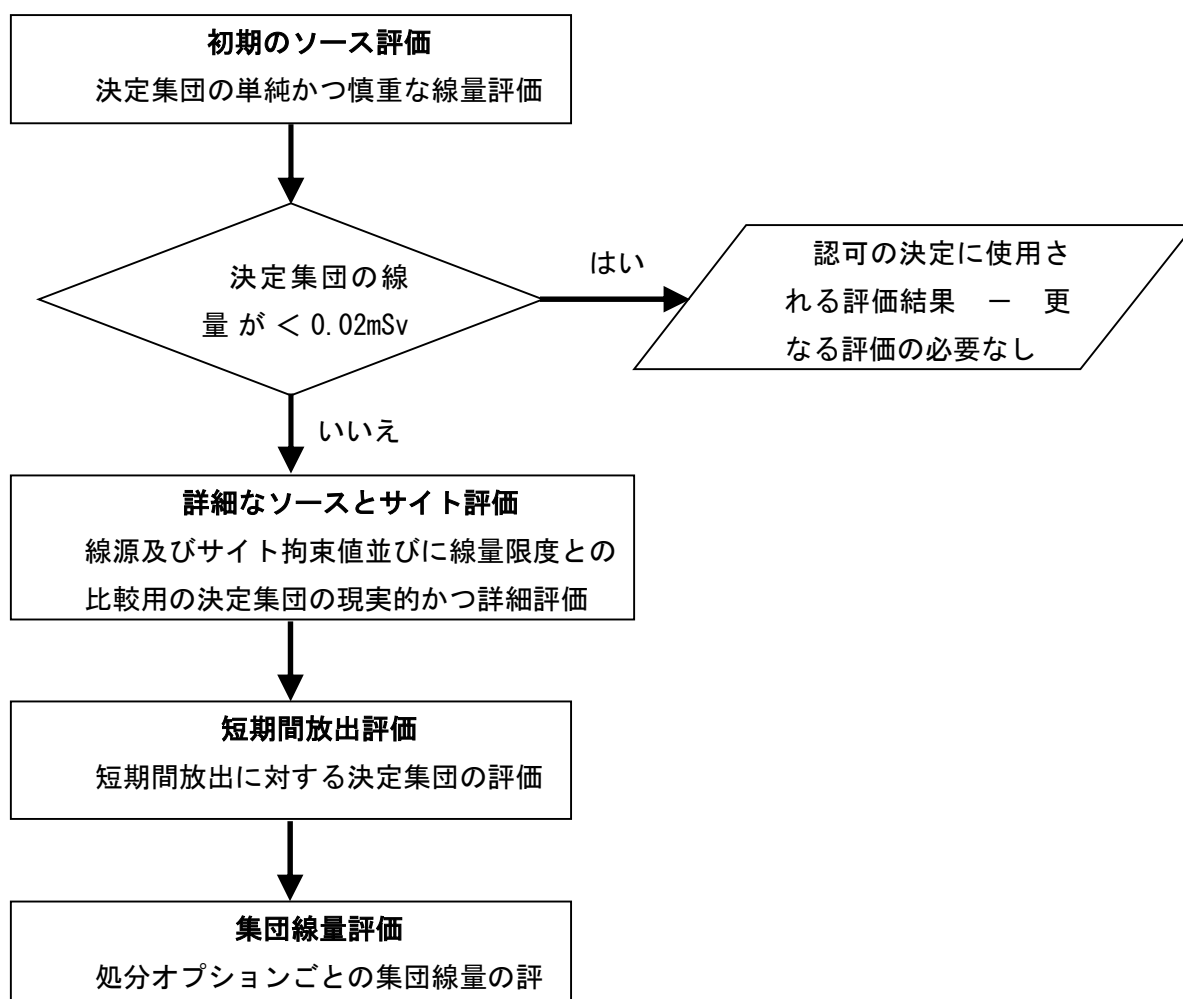 初期のソース評価
決定集団の単純かつ慎重な線量評価
決定集団の線
量が<0.02mSv
はい
認可の決定に使用さ
れる評価結果 － 更
なる評価の必要なし
いいえ
詳細なソースとサイト評価
線源及びサイト拘束値並びに線量限度との
比較用の決定集団の現実的かつ詳細評価
短期間放出評価
短期間放出に対する決定集団の評価
集団線量評価
処分オプションごとの集団線量の評